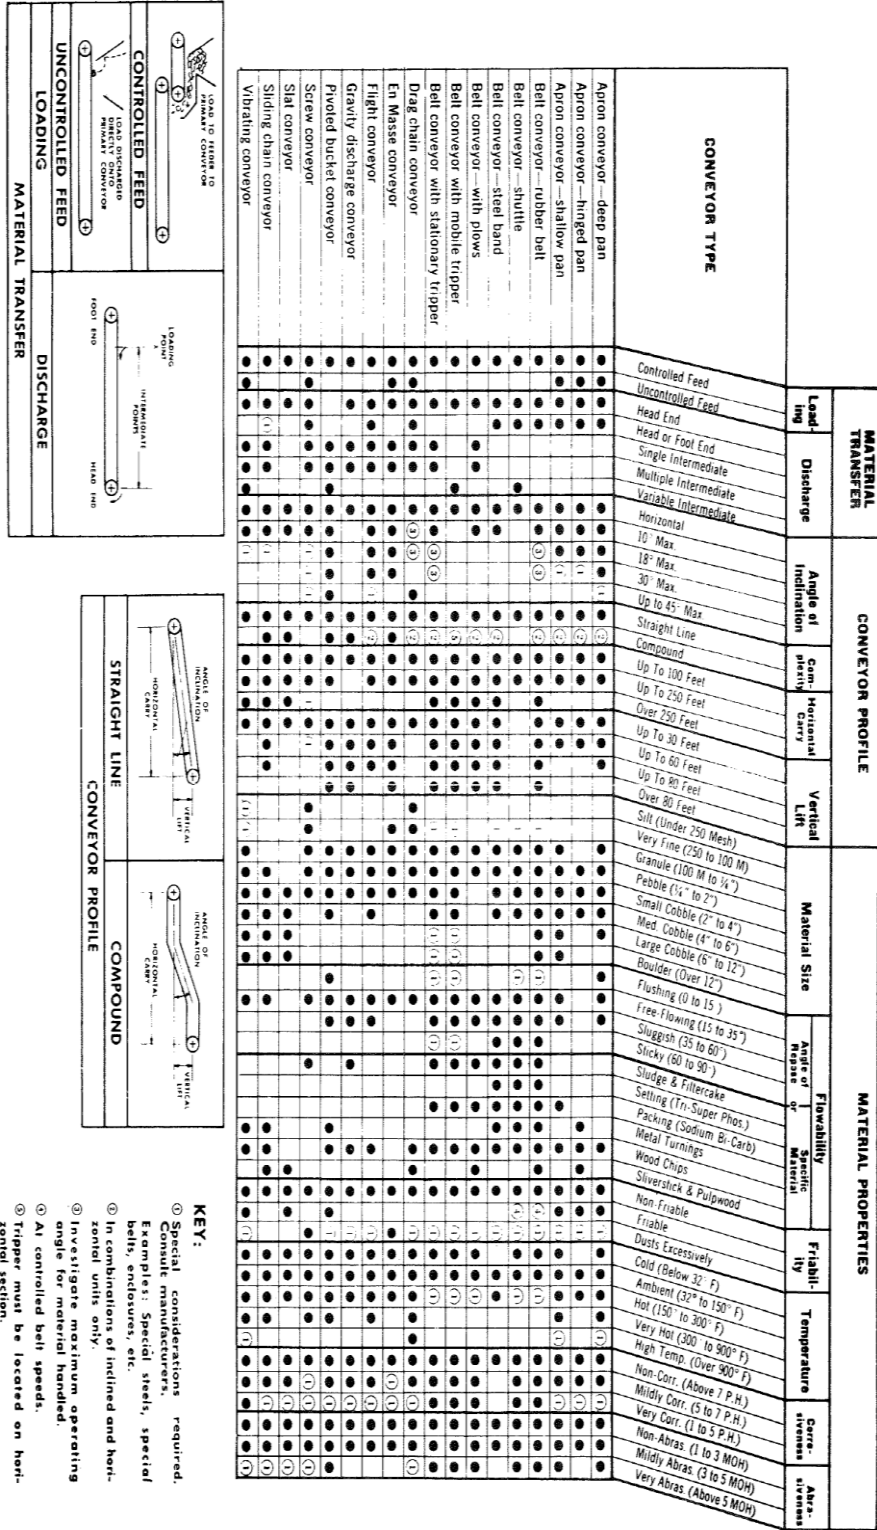 MATERIAL TRANSFER
CONVEYOR PROFILE
MATERIAL PROPERTIES
CONVEYOR TYPE
Load-
ing
Discharge
Angle of
Inclination
Com-
plexity
Horizontal
Carry
Vertical
Lift
Material Size
Flowability
Angle of
Repose
or
Specific
Material
Friabil-
ity
Temperature
Corro-
siveness
Abra-
siveness
Controlled Feed
Uncontrolled Feed
Head End
Head or Foot End
Single Intermediate
Multiple Intermediate
Variable Intermediate
Horizontal
10° Max.
18° Max.
30° Max.
Up to 45° Max.
Straight Line
Compound
Up To 100 Feet
Up To 250 Feet
Over 250 Feet
Up To 30 Feet
Up To 60 Feet
Up To 80 Feet
Over 80 Feet
Silt (Under 250 Mesh)
Very Fine (250 to 100 M)
Granule (100 M to ¼")
Pebble (¼" to 2")
Small Cobble (2" to 4")
Med. Cobble (4" to 6")
Large Cobble (6" to 12")
Boulder (Over 12")
Flushing (0 to 15°)
Free-Flowing (15 to 35°)
Sluggish (35 to 60°)
Sticky (60 to 90°)
Sludge & Filtercake
Setting (Tri-Super Phos.)
Packing (Sodium Bi-Carb)
Metal Turnings
Wood Chips
Sliverstick & Pulpwood
Non-Friable
Friable
Dusts Excessively
Cold (Below 32° F)
Ambient (32° to 150° F)
Hot (150° to 300° F)
Very Hot (300° to 900° F)
High Temp. (Over 900° F)
Non-Corr. (Above 7 P.H.)
Mildly Corr. (5 to 7 P.H.)
Very Corr. (1 to 5 P.H.)
Non-Abras. (1 to 3 MOH)
Mildly Abras. (3 to 5 MOH)
Very Abras. (Above 5 MOH)
Apron conveyor—deep pan
Apron conveyor—hinged pan
Apron conveyor—shallow pan
Belt conveyor—rubber belt
Belt conveyor—shuttle
Belt conveyor—steel band
Belt conveyor—with plows
Belt conveyor with mobile tripper
Belt conveyor with stationary tripper
Drag chain conveyor
En Masse conveyor
Flight conveyor
Gravity discharge conveyor
Pivoted bucket conveyor
Screw conveyor
Slat conveyor
Sliding chain conveyor
Vibrating conveyor
LOAD TO FEEDER TO
PRIMARY CONVEYOR
CONTROLLED FEED
LOAD DISCHARGED
DIRECTLY ONTO
PRIMARY CONVEYOR
UNCONTROLLED FEED
LOADING
LOADING
POINT
INTERMEDIATE
POINTS
FOOT END
HEAD END
DISCHARGE
MATERIAL TRANSFER
ANGLE OF
INCLINATION
HORIZONTAL
CARRY
VERTICAL
LIFT
STRAIGHT LINE
ANGLE OF
INCLINATION
HORIZONTAL
CARRY
VERTICAL
LIFT
COMPOUND
CONVEYOR PROFILE
KEY:
① Special considerations required.
Consult manufacturers.
Examples: Special steels, special
belts, enclosures, etc.
② In combinations of inclined and hori-
zontal units only.
③ Investigate maximum operating
angle for material handled.
④ At controlled belt speeds.
⑤ Tripper must be located on hori-
zontal section.